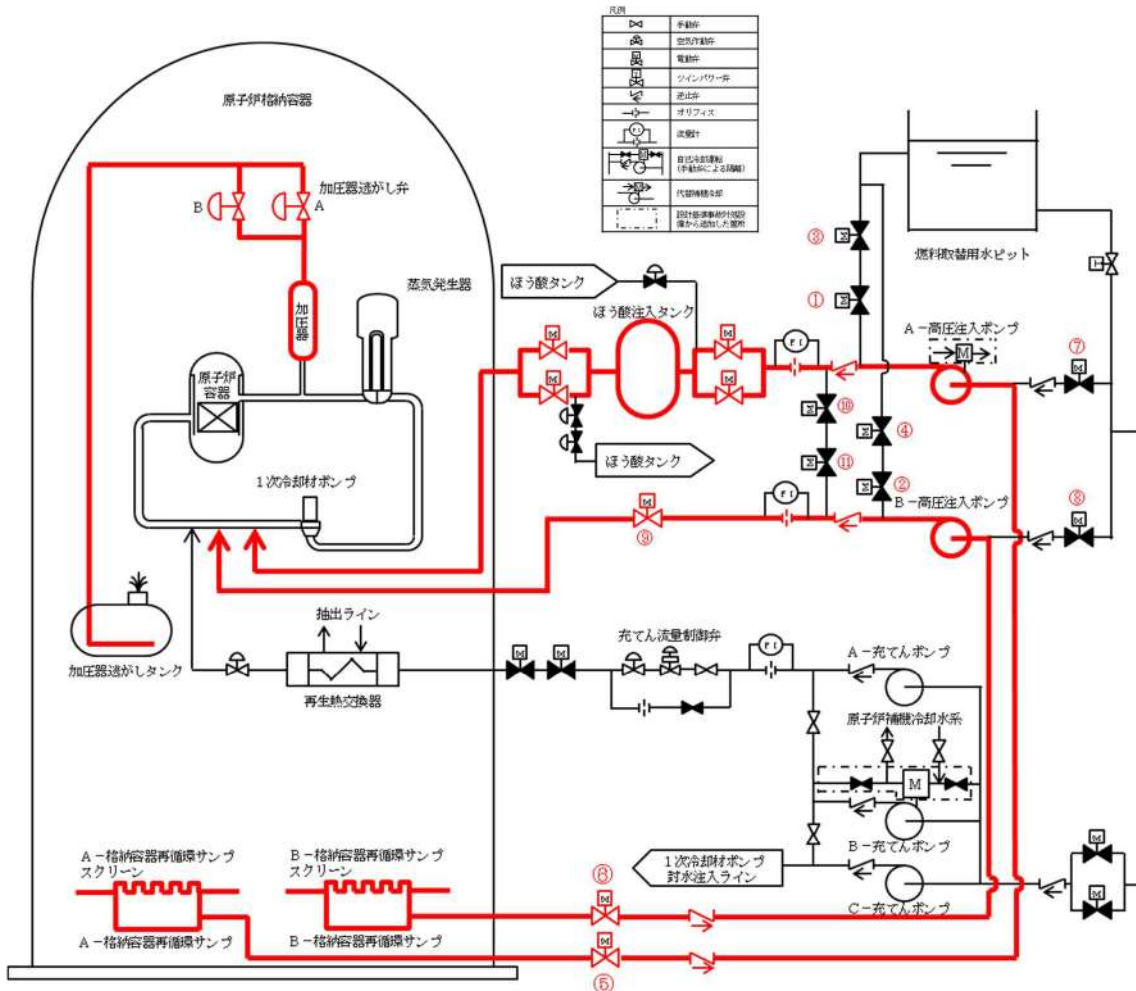 凡例
手動弁
空気作動弁
電動弁
ツインパワー弁
逆止弁
オリフィス
FI
流量計
M
自己冷却運転
(手動弁による隔離)
M
代替補機冷却
設計基準事故対処設
備から追加した箇所
原子炉格納容器
加圧器逃がし弁
B
A
加圧器
蒸気発生器
原子炉
容器
1次冷却材ポンプ
加圧器逃がしタンク
抽出ライン
再生熱交換器
ほう酸タンク
ほう酸注入タンク
M
M
M
M
ほう酸タンク
FI
FI
M
⑨
M
③
M
①
M
⑩
M
④
M
⑪
M
②
燃料取替用水ピット
A-高圧注入ポンプ
M
⑦
M
B-高圧注入ポンプ
⑧
M
M
M
充てん流量制御弁
FI
A-充てんポンプ
原子炉補機冷却水系
M
B-充てんポンプ
1次冷却材ポンプ
封水注入ライン
C-充てんポンプ
M
M
A-格納容器再循環サンプ
スクリーン
B-格納容器再循環サンプ
スクリーン
A-格納容器再循環サンプ
B-格納容器再循環サンプ
⑥
M
M
⑤